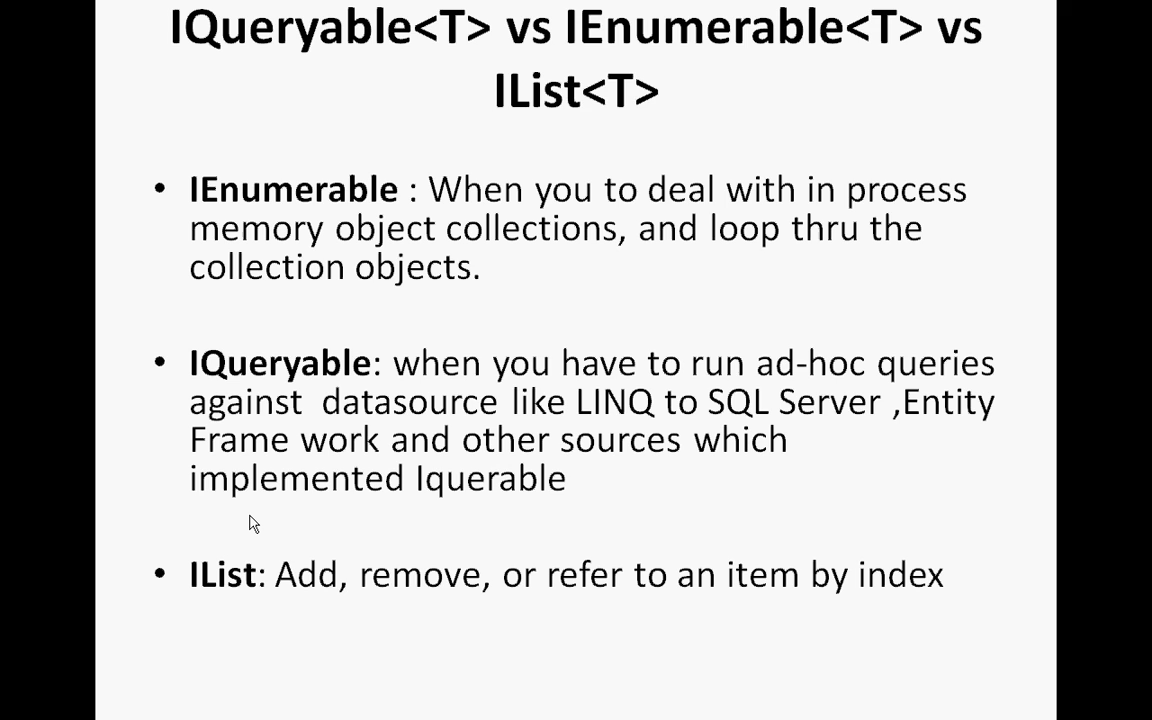 IQueryable<T> vs IEnumerable<T> vs
IList<T>
• IEnumerable : When you to deal with in process
memory object collections, and loop thru the
collection objects.
• IQueryable: when you have to run ad-hoc queries
against datasource like LINQ to SQL Server ,Entity
Frame work and other sources which
implemented Iquerable
• IList: Add, remove, or refer to an item by index